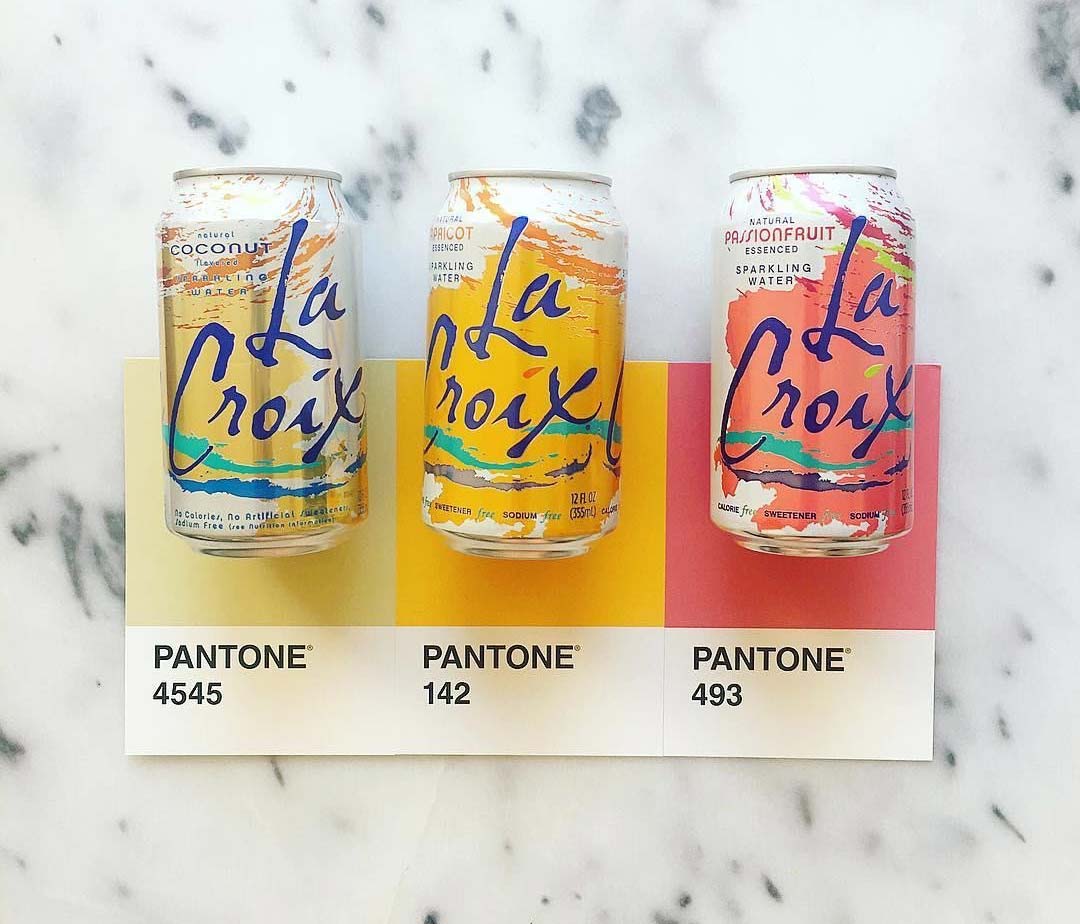 natural
COCONUT
flavored
SPARKLING
WATER
La
Croix
No Calories, No Artificial Sweeteners,
Sodium Free (see Nutrition Information)
NATURAL
APRICOT
ESSENCED
SPARKLING
WATER
La
Croix
SWEETENER free SODIUM free
12 FL OZ
(355mL)
NATURAL
PASSIONFRUIT
ESSENCED
SPARKLING
WATER
La
Croix
CALORIE free SWEETENER free SODIUM free
PANTONE®
4545
PANTONE®
142
PANTONE®
493